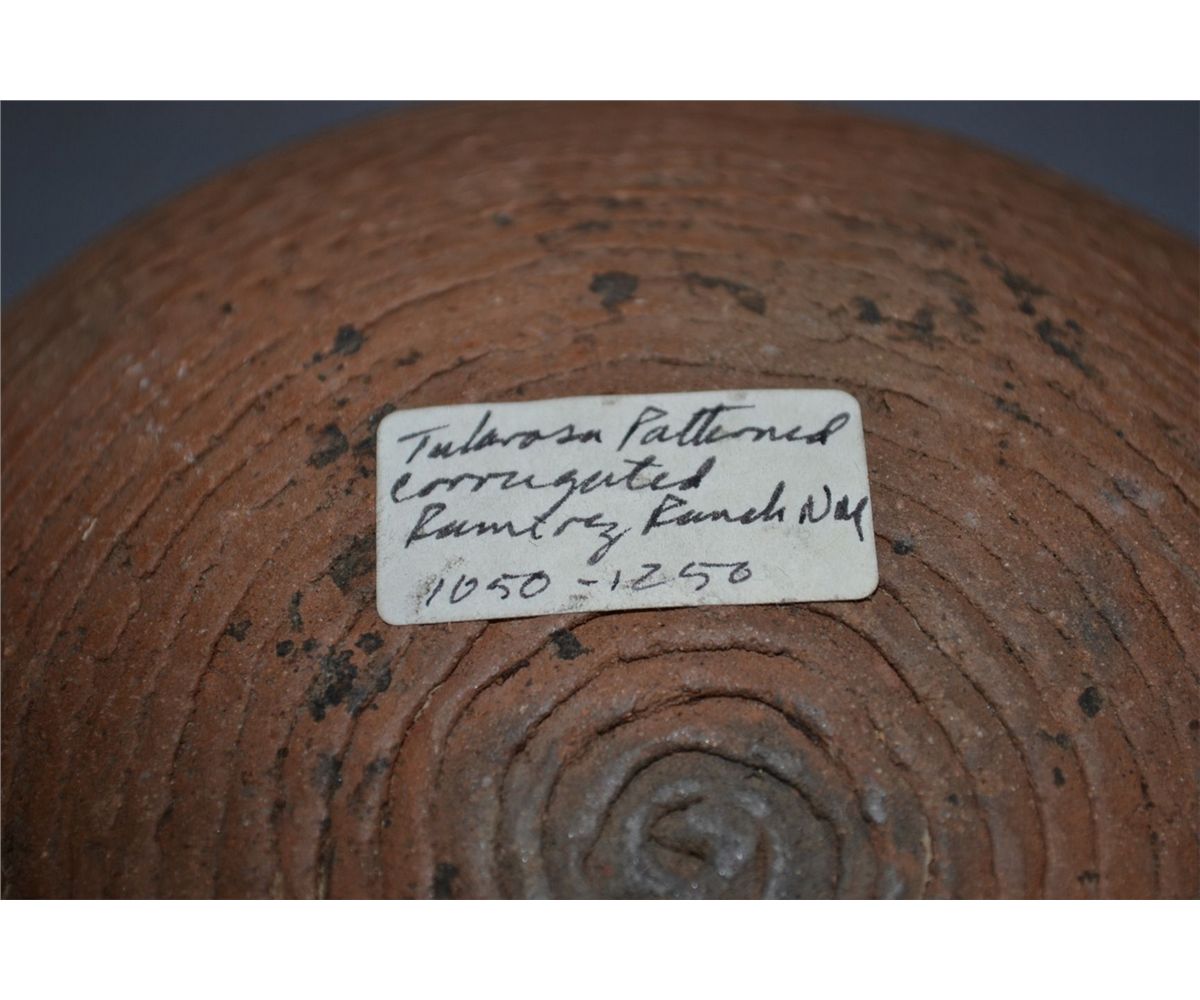 Tularosa Patterned
corrugated
Ramirez Ranch NM
1050 - 1250